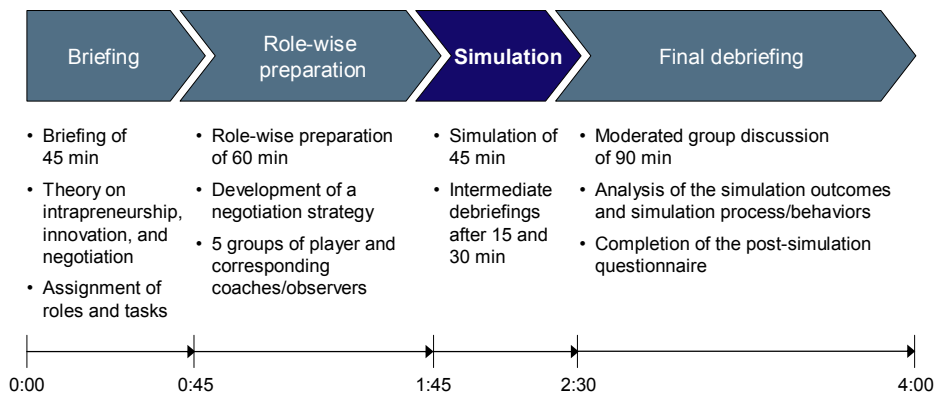 Briefing
Role-wise
preparation
Simulation
Final debriefing
• Briefing of
45 min
• Theory on
intrapreneurship,
innovation, and
negotiation
• Assignment of
roles and tasks
• Role-wise preparation
of 60 min
• Development of a
negotiation strategy
• 5 groups of player and
corresponding
coaches/observers
• Simulation of
45 min
• Intermediate
debriefings
after 15 and
30 min
• Moderated group discussion
of 90 min
• Analysis of the simulation outcomes
and simulation process/behaviors
• Completion of the post-simulation
questionnaire
0:00
0:45
1:45
2:30
4:00